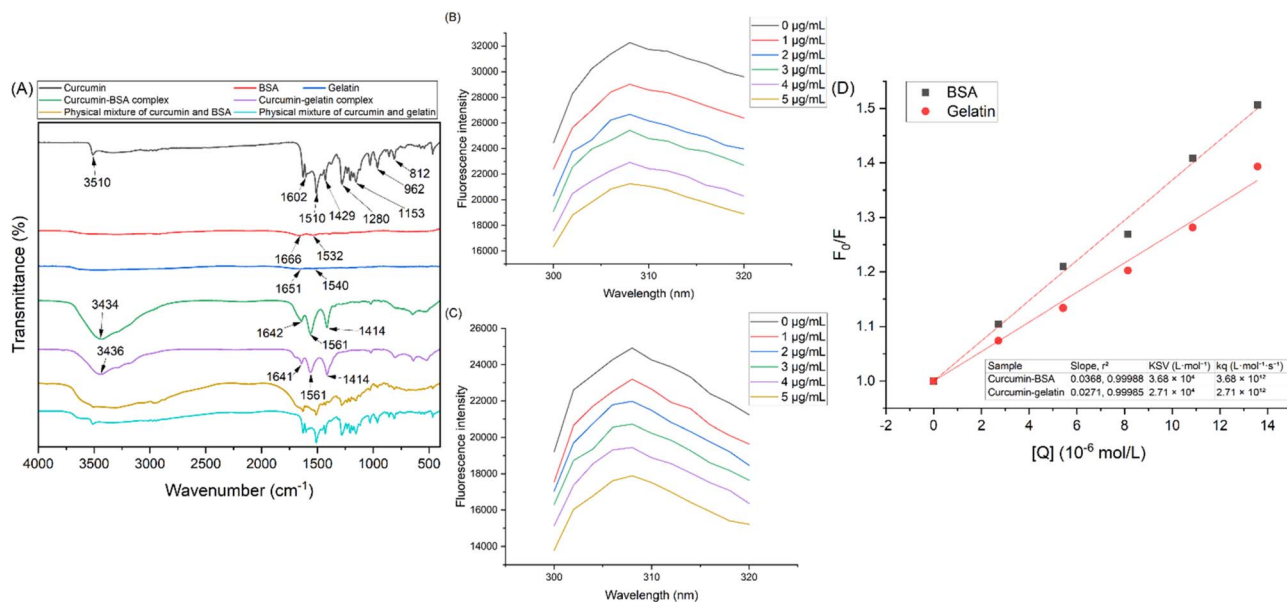 (A)
Curcumin
BSA
Gelatin
Curcumin-BSA complex
Curcumin-gelatin complex
Physical mixture of curcumin and BSA
Physical mixture of curcumin and gelatin
Transmittance (%)
3510
1602
1510
1429
1280
1153
962
812
1666
1532
1651
1540
3434
1642
1561
1414
3436
1641
1561
1414
4000 3500 3000 2500 2000 1500 1000 500
Wavenumber (cm⁻¹)
(B)
Fluorescence intensity
34000
32000
30000
28000
26000
24000
22000
20000
18000
16000
14000
0 µg/mL
1 µg/mL
2 µg/mL
3 µg/mL
4 µg/mL
5 µg/mL
300 310 320
Wavelength (nm)
(C)
Fluorescence intensity
26000
24000
22000
20000
18000
16000
14000
0 µg/mL
1 µg/mL
2 µg/mL
3 µg/mL
4 µg/mL
5 µg/mL
300 310 320
Wavelength (nm)
(D)
BSA
Gelatin
F₀/F
1.5
1.4
1.3
1.2
1.1
1.0
Sample Slope, r² KSV (L·mol⁻¹) kq (L·mol⁻¹·s⁻¹)
Curcumin-BSA 0.0368, 0.99988 3.68 × 10⁴ 3.68 × 10¹²
Curcumin-gelatin 0.0271, 0.99985 2.71 × 10⁴ 2.71 × 10¹²
-2 0 2 4 6 8 10 12 14
[Q] (10⁻⁶ mol/L)